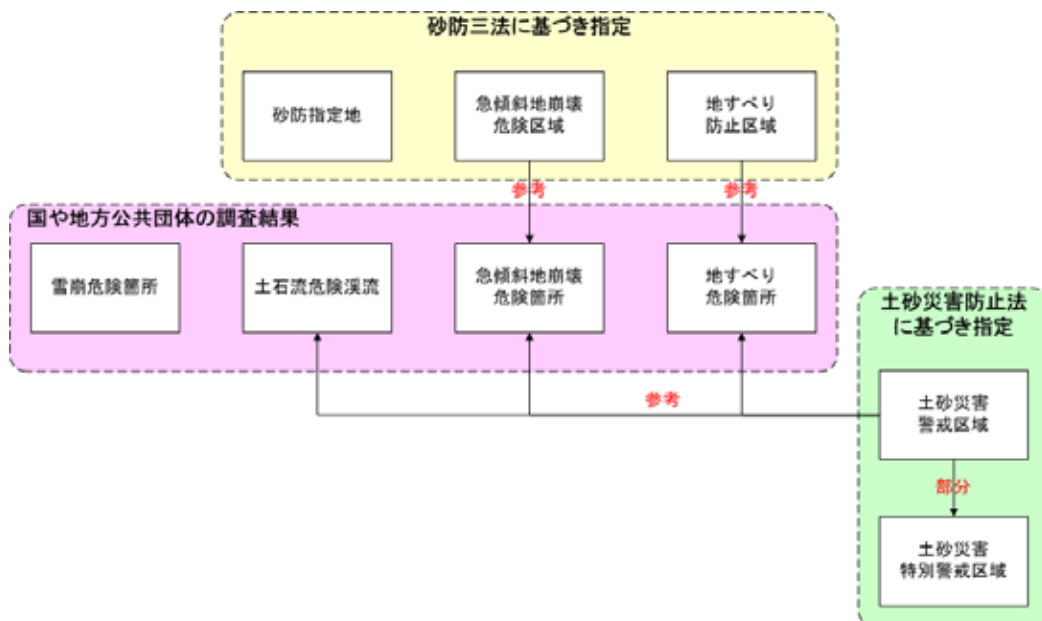 砂防三法に基づき指定
砂防指定地
急傾斜地崩壊
危険区域
地すべり
防止区域
参考
参考
国や地方公共団体の調査結果
雪崩危険箇所
土石流危険渓流
急傾斜地崩壊
危険箇所
地すべり
危険箇所
土砂災害防止法
に基づき指定
参考
土砂災害
警戒区域
部分
土砂災害
特別警戒区域